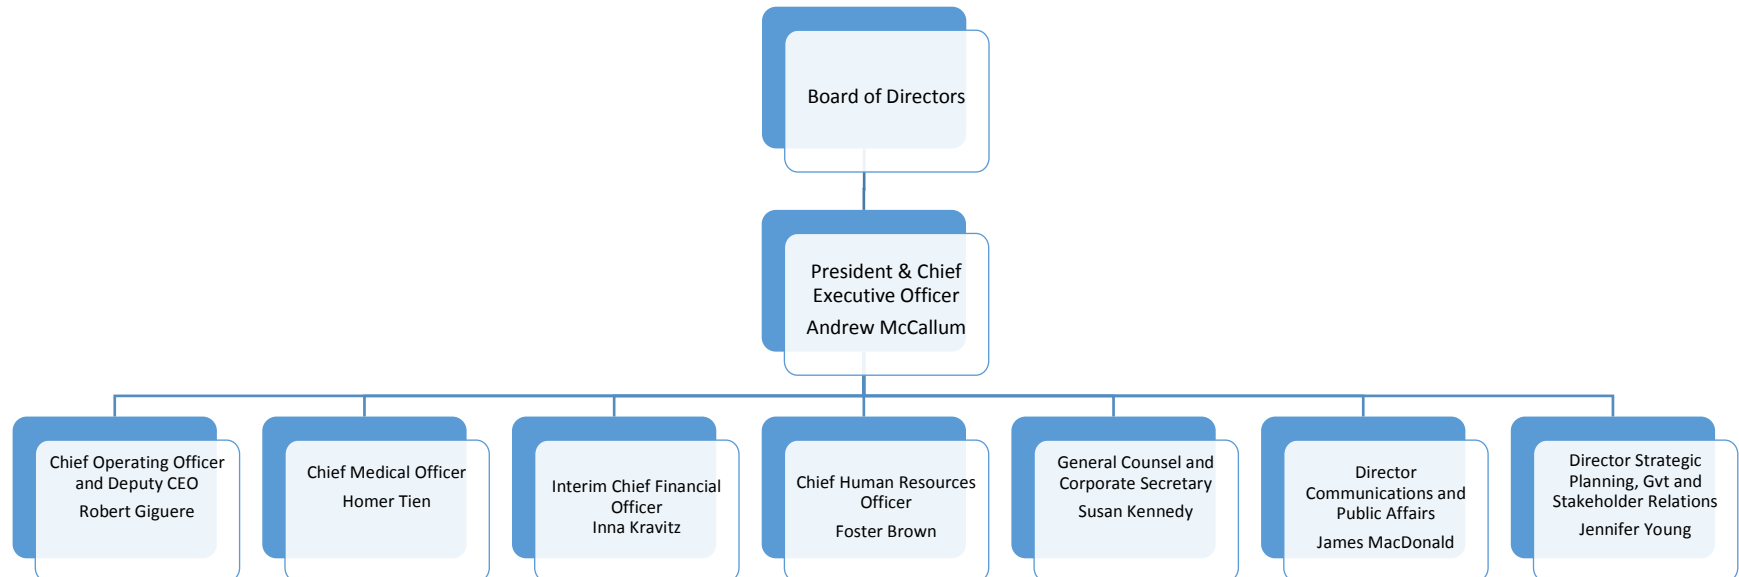 Board of Directors
President & Chief
Executive Officer
Andrew McCallum
Chief Operating Officer
and Deputy CEO
Robert Giguere
Chief Medical Officer
Homer Tien
Interim Chief Financial
Officer
Inna Kravitz
Chief Human Resources
Officer
Foster Brown
General Counsel and
Corporate Secretary
Susan Kennedy
Director
Communications and
Public Affairs
James MacDonald
Director Strategic
Planning, Gvt and
Stakeholder Relations
Jennifer Young